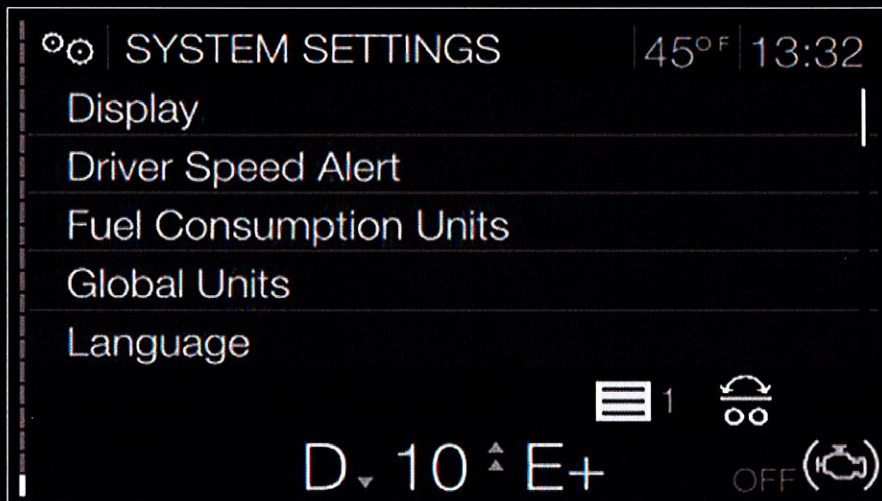 SYSTEM SETTINGS 45°F 13:32
Display
Driver Speed Alert
Fuel Consumption Units
Global Units
Language
1
D 10 E+
OFF